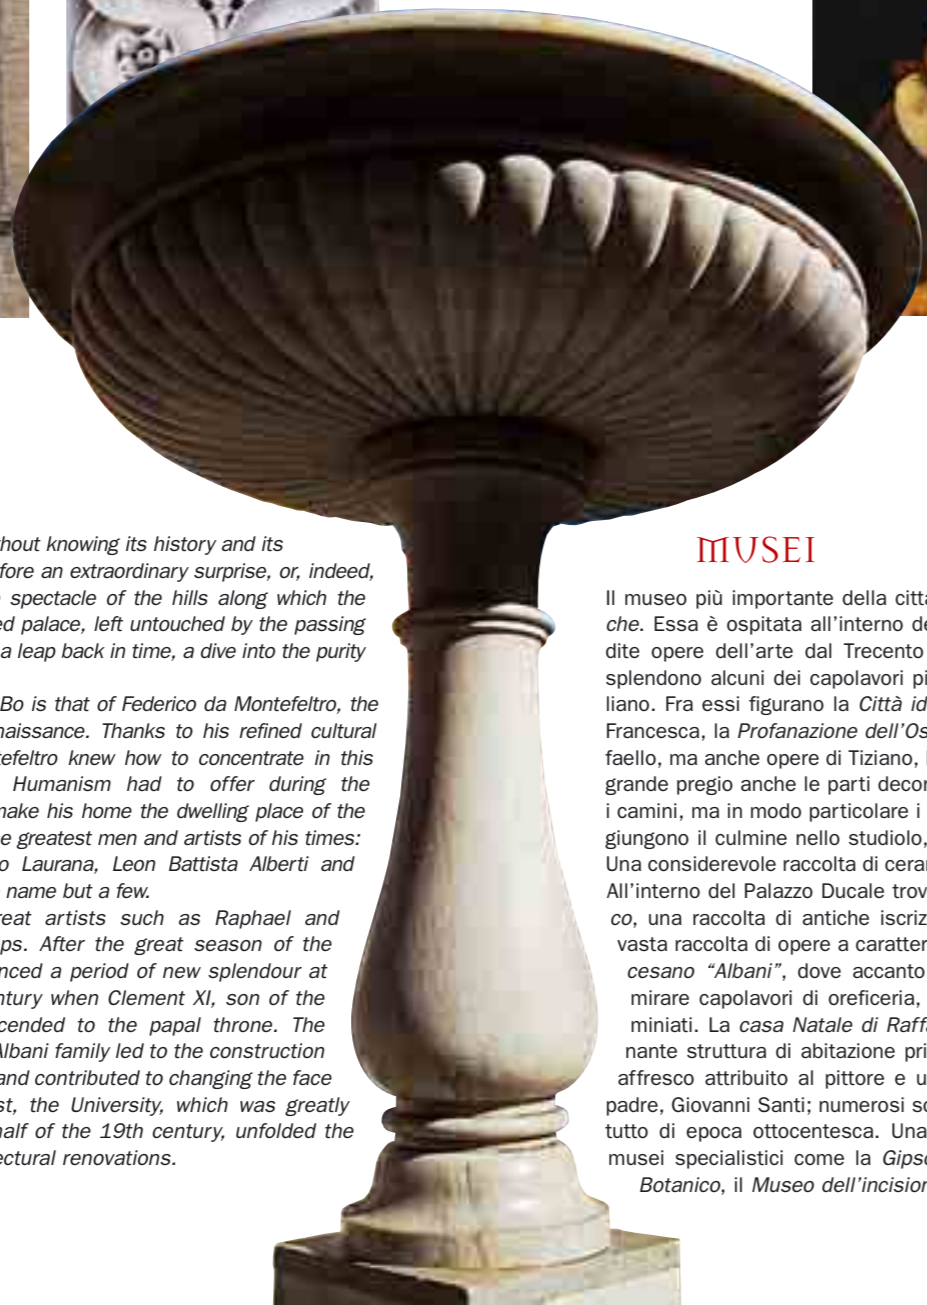 hout knowing its history and its
fore an extraordinary surprise, or, indeed,
spectacle of the hills along which the
ed palace, left untouched by the passing
a leap back in time, a dive into the purity
Bo is that of Federico da Montefeltro, the
naissance. Thanks to his refined cultural
tefeltro knew how to concentrate in this
Humanism had to offer during the
make his home the dwelling place of the
e greatest men and artists of his times:
o Laurana, Leon Battista Alberti and
name but a few.
reat artists such as Raphael and
ps. After the great season of the
nced a period of new splendour at
ntury when Clement XI, son of the
cended to the papal throne. The
Albani family led to the construction
and contributed to changing the face
st, the University, which was greatly
half of the 19th century, unfolded the
ectural renovations.
MUSEI
Il museo più importante della città
che. Essa è ospitata all'interno de
dite opere dell'arte dal Trecento
splendono alcuni dei capolavori pi
liano. Fra essi figurano la Città id
Francesca, la Profanazione dell'Os
faello, ma anche opere di Tiziano,
grande pregio anche le parti decor
i camini, ma in modo particolare i
giungono il culmine nello studiolo,
Una considerevole raccolta di ceran
All'interno del Palazzo Ducale trov
co, una raccolta di antiche iscriz
vasta raccolta di opere a caratter
cesano "Albani", dove accanto
mirare capolavori di oreficeria,
miniati. La casa Natale di Raffa
nante struttura di abitazione pri
affresco attribuito al pittore e u
padre, Giovanni Santi; numerosi so
tutto di epoca ottocentesca. Una
musei specialistici come la Gipso
Botanico, il Museo dell'incision